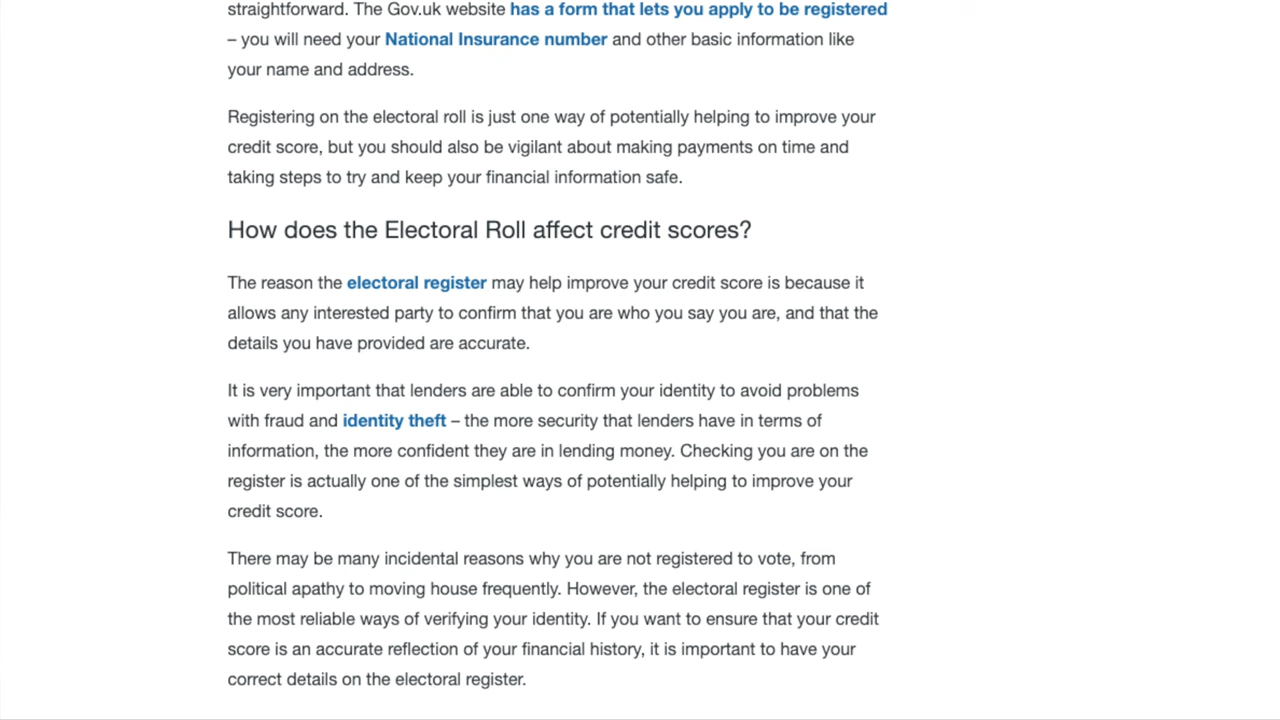 straightforward. The Gov.uk website has a form that lets you apply to be registered
– you will need your National Insurance number and other basic information like
your name and address.
Registering on the electoral roll is just one way of potentially helping to improve your
credit score, but you should also be vigilant about making payments on time and
taking steps to try and keep your financial information safe.
How does the Electoral Roll affect credit scores?
The reason the electoral register may help improve your credit score is because it
allows any interested party to confirm that you are who you say you are, and that the
details you have provided are accurate.
It is very important that lenders are able to confirm your identity to avoid problems
with fraud and identity theft – the more security that lenders have in terms of
information, the more confident they are in lending money. Checking you are on the
register is actually one of the simplest ways of potentially helping to improve your
credit score.
There may be many incidental reasons why you are not registered to vote, from
political apathy to moving house frequently. However, the electoral register is one of
the most reliable ways of verifying your identity. If you want to ensure that your credit
score is an accurate reflection of your financial history, it is important to have your
correct details on the electoral register.